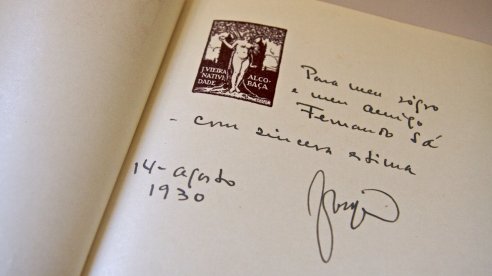 J. VIEIRA
NATIVI
DADE
ALCO-
BAÇA
Para meu sogro
e meu amigo
Fernando Sá
- com sincera estima
14 - agosto
1930